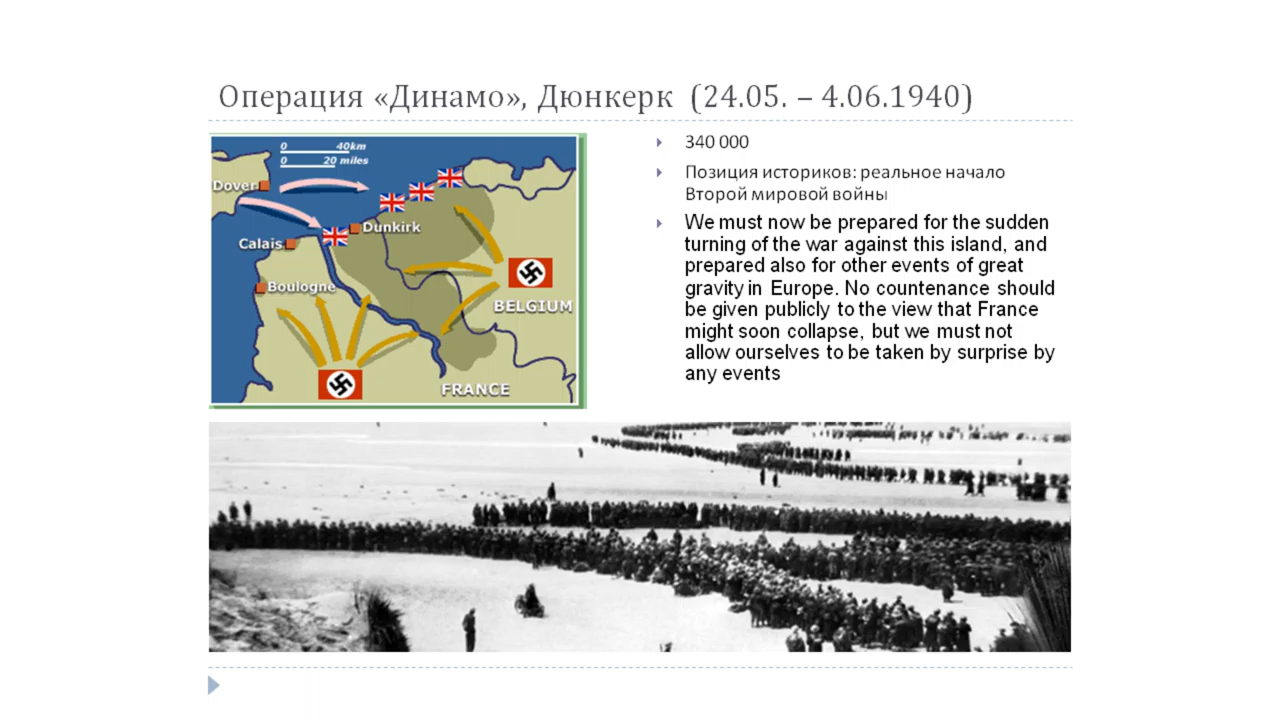 Операция «Динамо», Дюнкерк (24.05. – 4.06.1940)
0 40km
0 20 miles
Dover
Dunkirk
Calais
Boulogne
BELGIUM
FRANCE
340 000
Позиция историков: реальное начало
Второй мировой войны
We must now be prepared for the sudden
turning of the war against this island, and
prepared also for other events of great
gravity in Europe. No countenance should
be given publicly to the view that France
might soon collapse, but we must not
allow ourselves to be taken by surprise by
any events